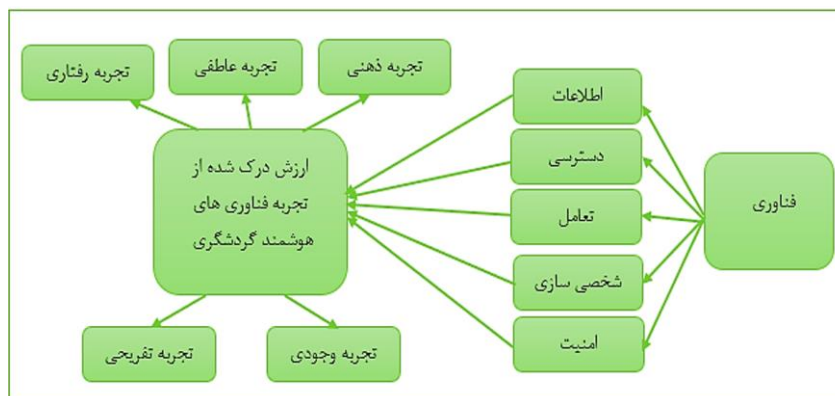 تجربه ذهنی
تجربه عاطفی
تجربه رفتاری
اطلاعات
دسترسی
تعامل
شخصی سازی
امنیت
فناوری
ارزش درک شده از
تجربه فناوری های
هوشمند گردشگری
تجربه وجودی
تجربه تفریحی